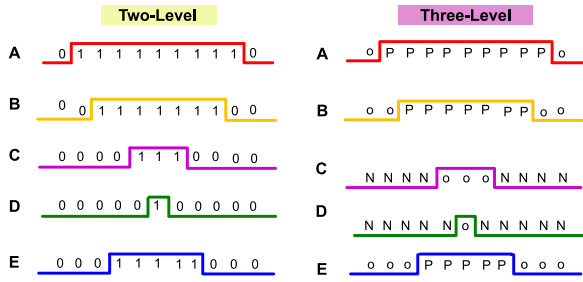 Two-Level
A 0 1 1 1 1 1 1 1 1 1 0
B 0 0 1 1 1 1 1 1 1 0 0
C 0 0 0 0 1 1 1 0 0 0 0
D 0 0 0 0 0 1 0 0 0 0 0
E 0 0 0 1 1 1 1 1 0 0 0
Three-Level
A o P P P P P P P P P o
B o o P P P P P P P o o
C N N N N o o o N N N N
D N N N N N o N N N N N
E o o o P P P P P o o o